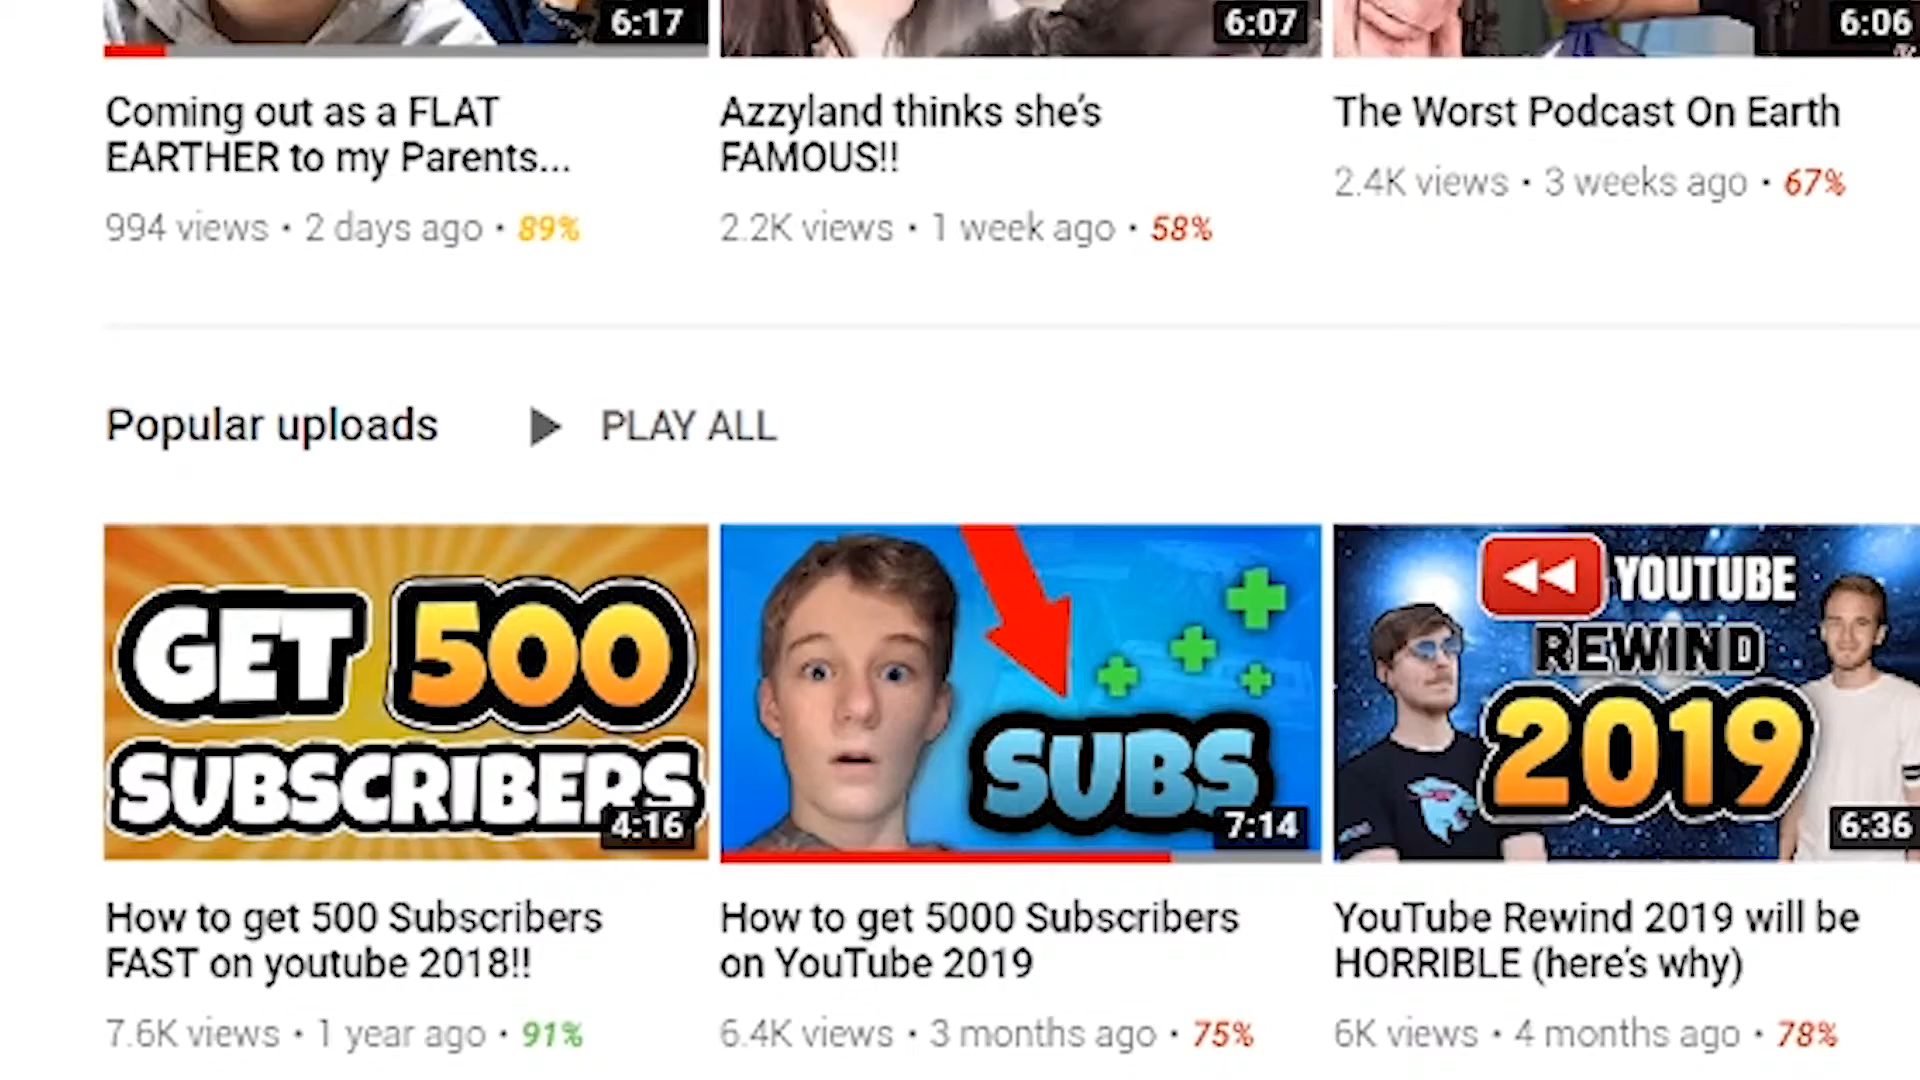 6:17
6:07
6:06
Coming out as a FLAT
EARTHER to my Parents...
994 views • 2 days ago • 89%
Azzyland thinks she's
FAMOUS!!
2.2K views • 1 week ago • 58%
The Worst Podcast On Earth
2.4K views • 3 weeks ago • 67%
Popular uploads
PLAY ALL
GET 500
SUBSCRIBERS
4:16
SUBS
7:14
YOUTUBE
REWIND
2019
6:36
How to get 500 Subscribers
FAST on youtube 2018!!
7.6K views • 1 year ago • 91%
How to get 5000 Subscribers
on YouTube 2019
6.4K views • 3 months ago • 75%
YouTube Rewind 2019 will be
HORRIBLE (here's why)
6K views • 4 months ago • 78%